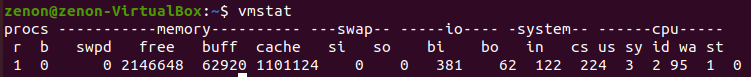 zenon@zenon-VirtualBox:~$ vmstat
procs -----------memory---------- ---swap-- -----io---- -system-- ------cpu-----
 r  b   swpd   free   buff  cache   si   so    bi    bo   in   cs us sy id wa st
 1  0      0 2146648  62920 1101124    0    0   381    62  122  224  3  2 95  1  0